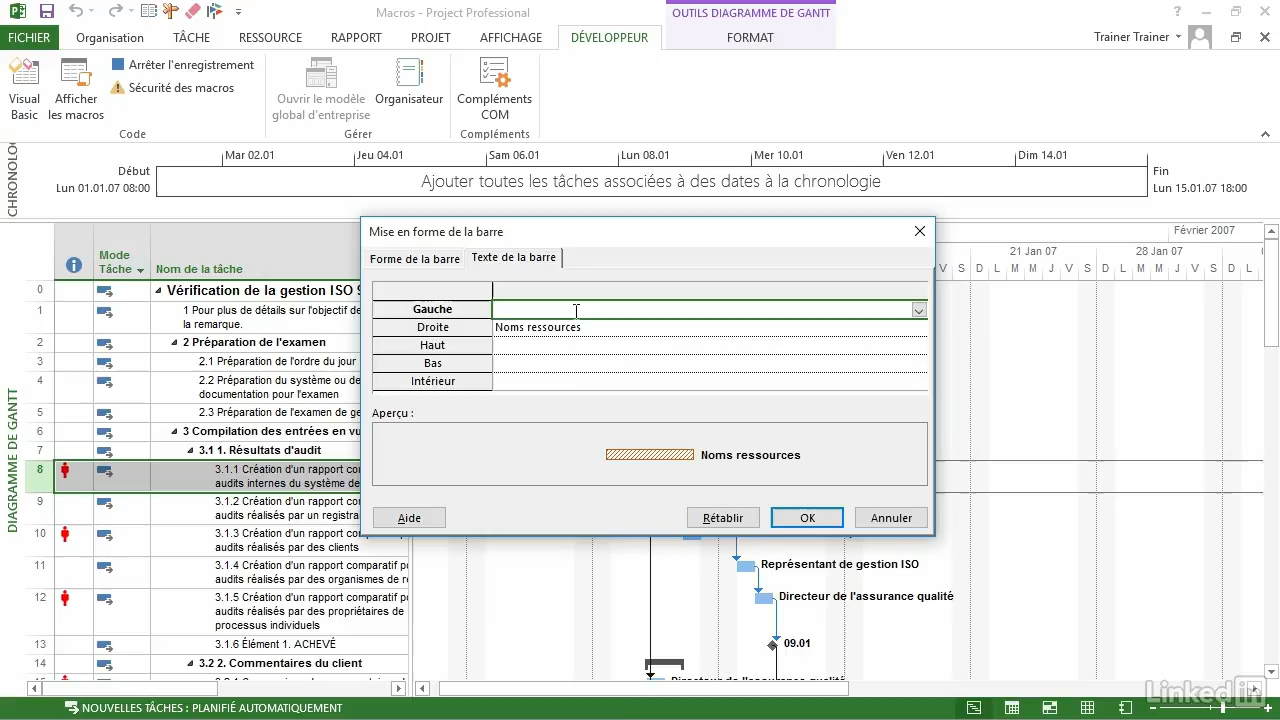 Macros - Project Professional
OUTILS DIAGRAMME DE GANTT
?
FICHIER
Organisation
TÂCHE
RESSOURCE
RAPPORT
PROJET
AFFICHAGE
DÉVELOPPEUR
FORMAT
Trainer Trainer
Visual
Basic
Afficher
les macros
Arrêter l'enregistrement
Sécurité des macros
Code
Ouvrir le modèle
global d'entreprise
Organisateur
Gérer
Compléments
COM
Compléments
CHRONOLO
Mar 02.01
Jeu 04.01
Sam 06.01
Lun 08.01
Mer 10.01
Ven 12.01
Dim 14.01
Début
Lun 01.01.07 08:00
Ajouter toutes les tâches associées à des dates à la chronologie
Fin
Lun 15.01.07 18:00
DIAGRAMME DE GANTT
Mode
Tâche
Nom de la tâche
Février 2007
21 Jan 07
28 Jan 07
V S D L M M J V S D L M M J V S D L
0 Vérification de la gestion ISO 9
1 1 Pour plus de détails sur l'objectif de
la remarque.
2 2 Préparation de l'examen
3 2.1 Préparation de l'ordre du jour
4 2.2 Préparation du système ou de
documentation pour l'examen
5 2.3 Préparation de l'examen de ge
6 3 Compilation des entrées en vu
7 3.1 1. Résultats d'audit
8 3.1.1 Création d'un rapport co
audits internes du système de
9 3.1.2 Création d'un rapport co
audits réalisés par un registra
10 3.1.3 Création d'un rapport comparatif
audits réalisés par des clients
11 3.1.4 Création d'un rapport comparatif po
audits réalisés par des organismes de r
12 3.1.5 Création d'un rapport comparatif po
audits réalisés par des propriétaires de
processus individuels
13 3.1.6 Élément 1. ACHEVÉ
14 3.2 2. Commentaires du client
Mise en forme de la barre
Forme de la barre
Texte de la barre
Gauche
Droite Noms ressources
Haut
Bas
Intérieur
Aperçu :
Noms ressources
Aide
Rétablir
OK
Annuler
Représentant de gestion ISO
Directeur de l'assurance qualité
09.01
Directeur de l'assurance qualité
NOUVELLES TÂCHES : PLANIFIÉ AUTOMATIQUEMENT
Linked in